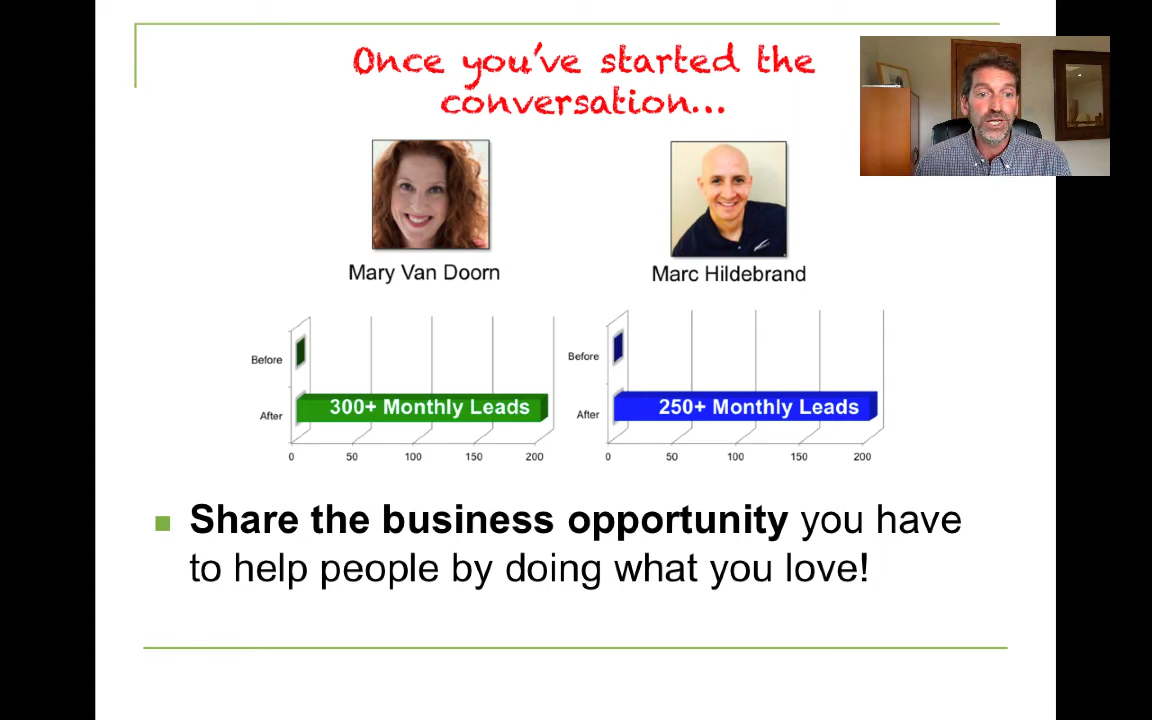 Once you've started the
conversation...
Mary Van Doorn
Marc Hildebrand
Before
After
300+ Monthly Leads
0 50 100 150 200
Before
After
250+ Monthly Leads
0 50 100 150 200
Share the business opportunity you have
to help people by doing what you love!